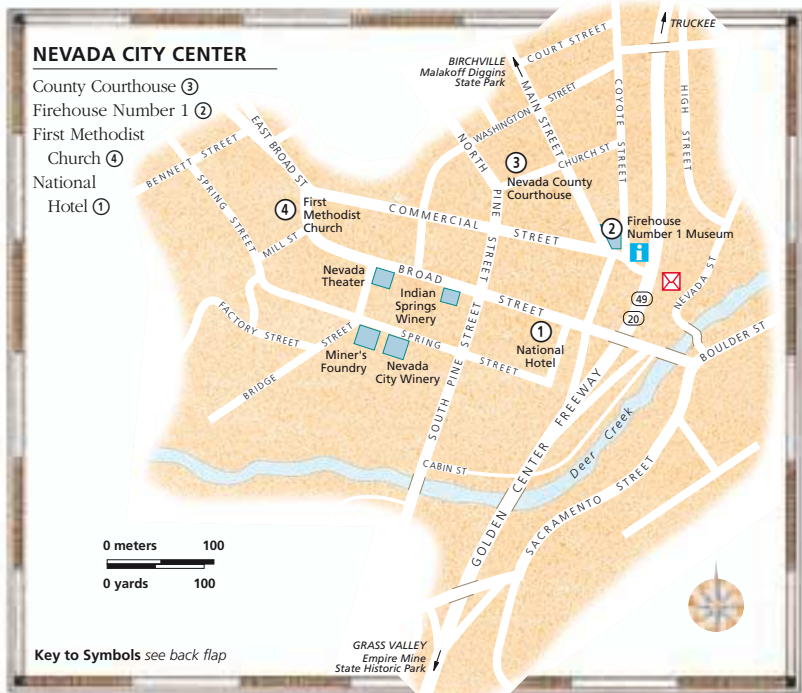 NEVADA CITY CENTER
County Courthouse ③
Firehouse Number 1 ②
First Methodist
Church ④
National
Hotel ①
TRUCKEE
BIRCHVILLE
Malakoff Diggins
State Park
COURT STREET
MAIN STREET
COYOTE STREET
HIGH STREET
WASHINGTON STREET
NORTH PINE STREET
CHURCH ST
EAST BROAD ST
BENNETT STREET
SPRING STREET
MILL ST
③
Nevada County
Courthouse
④
First
Methodist
Church
COMMERCIAL STREET
②
Firehouse
Number 1 Museum
i
NEVADA ST
49
20
Nevada
Theater
BROAD STREET
Indian
Springs
Winery
①
National
Hotel
BOULDER ST
FACTORY STREET
BRIDGE STREET
SPRING STREET
Miner's
Foundry
Nevada
City Winery
SOUTH PINE STREET
CABIN ST
GOLDEN CENTER FREEWAY
Deer Creek
SACRAMENTO STREET
0 meters 100
0 yards 100
GRASS VALLEY
Empire Mine
State Historic Park
Key to Symbols see back flap